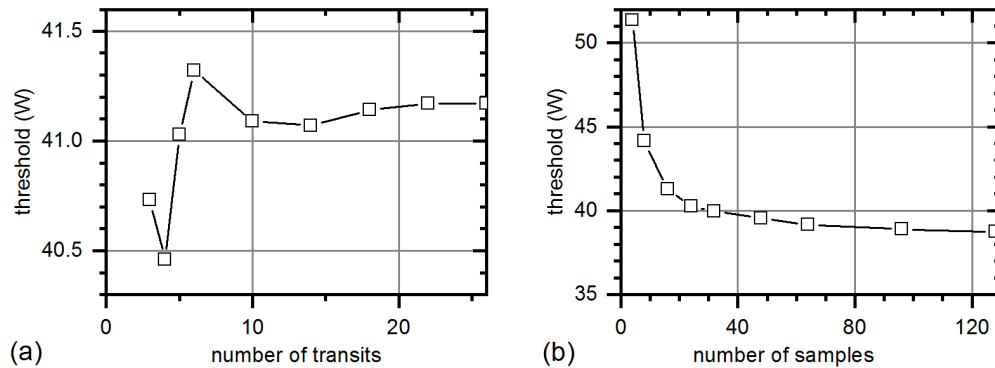 41.5
41.0
40.5
threshold (W)
0
10
20
number of transits
(a)
50
45
40
35
threshold (W)
0
40
80
120
number of samples
(b)